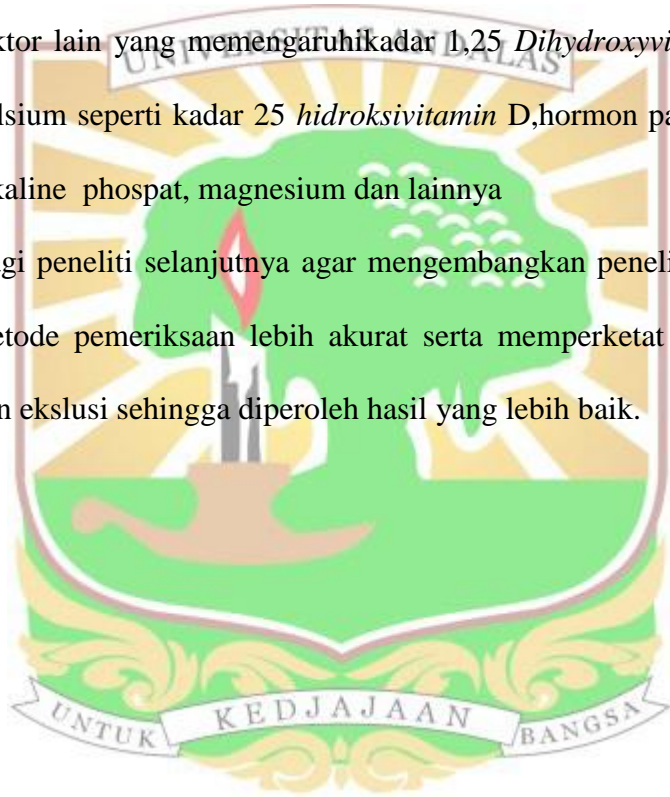 ktor lain yang memengaruhikadar 1,25 Dihydroxyvi
UNIVERSITAS ANDALAS
lsium seperti kadar 25 hidroksivitamin D,hormon pa
kaline phospat, magnesium dan lainnya
gi peneliti selanjutnya agar mengembangkan peneli
etode pemeriksaan lebih akurat serta memperketat
n ekslusi sehingga diperoleh hasil yang lebih baik.
UNTUK KEDJAJAAN BANGSA